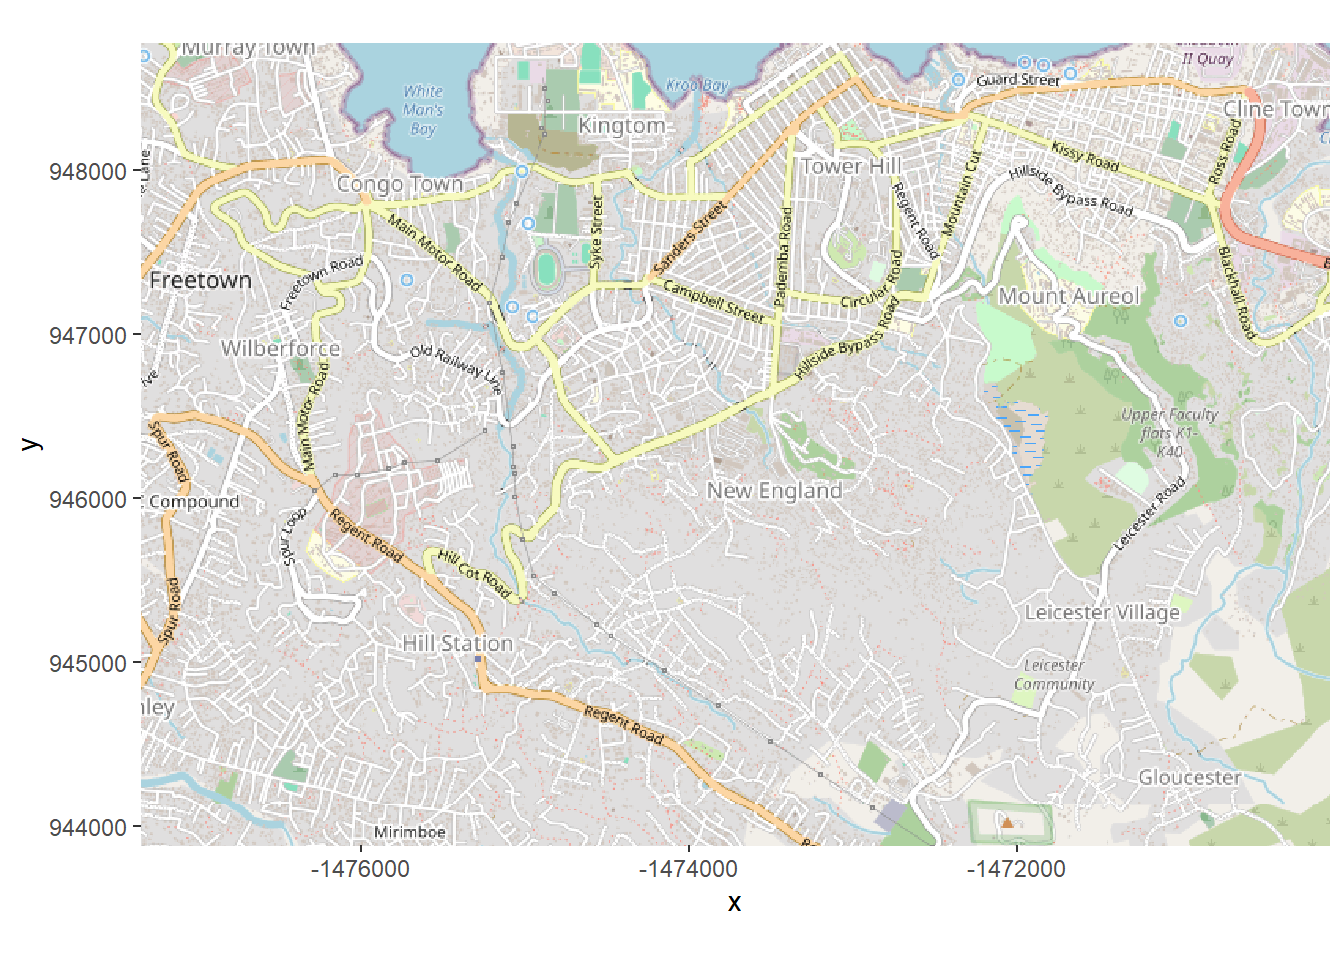 Murray Town
II Quay
White
Man's
Bay
Kroo Bay
Guard Street
Cline Town
Kingtom
Tower Hill
Kissy Road
Ross Road
948000
Congo Town
Mountain Cut
Hillside Bypass Road
Regent Road
Main Motor Road
Syke Street
Sanders Street
Pademba Road
Freetown
Freetown Road
Campbell Street
Circular Road
Mount Aureol
Blackhall Road
947000
Wilberforce
Old Railway Line
Hillside Bypass Road
Main Motor Road
Upper Faculty
flats K1-
K40
y
Spur Road
New England
946000
Compound
Leicester Road
Spur Loop
Regent Road
Hill Cot Road
Spur Road
Leicester Village
Hill Station
945000
Leicester
Community
Regent Road
Gloucester
944000
Mirimboe
-1476000
-1474000
-1472000
x